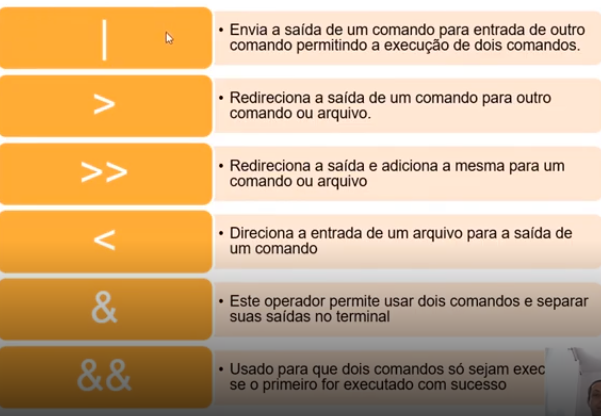 |
• Envia a saída de um comando para entrada de outro
comando permitindo a execução de dois comandos.
>
• Redireciona a saída de um comando para outro
comando ou arquivo.
>>
• Redireciona a saída e adiciona a mesma para um
comando ou arquivo
<
• Direciona a entrada de um arquivo para a saída de
um comando
&
• Este operador permite usar dois comandos e separar
suas saídas no terminal
&&
• Usado para que dois comandos só sejam exec
se o primeiro for executado com sucesso